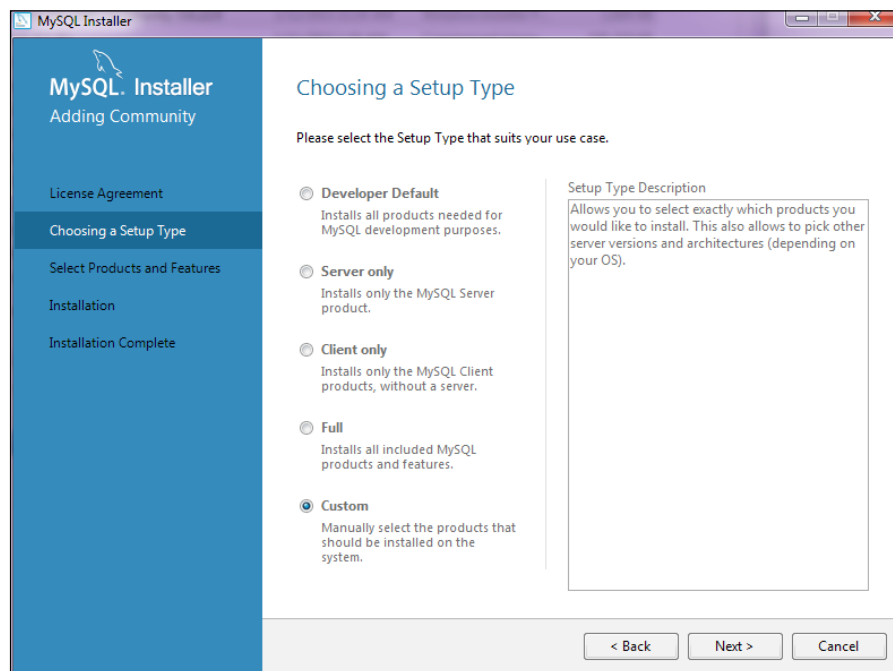 MySQL Installer
MySQL. Installer
Adding Community
License Agreement
Choosing a Setup Type
Select Products and Features
Installation
Installation Complete
Choosing a Setup Type
Please select the Setup Type that suits your use case.
Developer Default
Installs all products needed for
MySQL development purposes.
Server only
Installs only the MySQL Server
product.
Client only
Installs only the MySQL Client
products, without a server.
Full
Installs all included MySQL
products and features.
Custom
Manually select the products that
should be installed on the
system.
Setup Type Description
Allows you to select exactly which products you
would like to install. This also allows to pick other
server versions and architectures (depending on
your OS).
< Back
Next >
Cancel